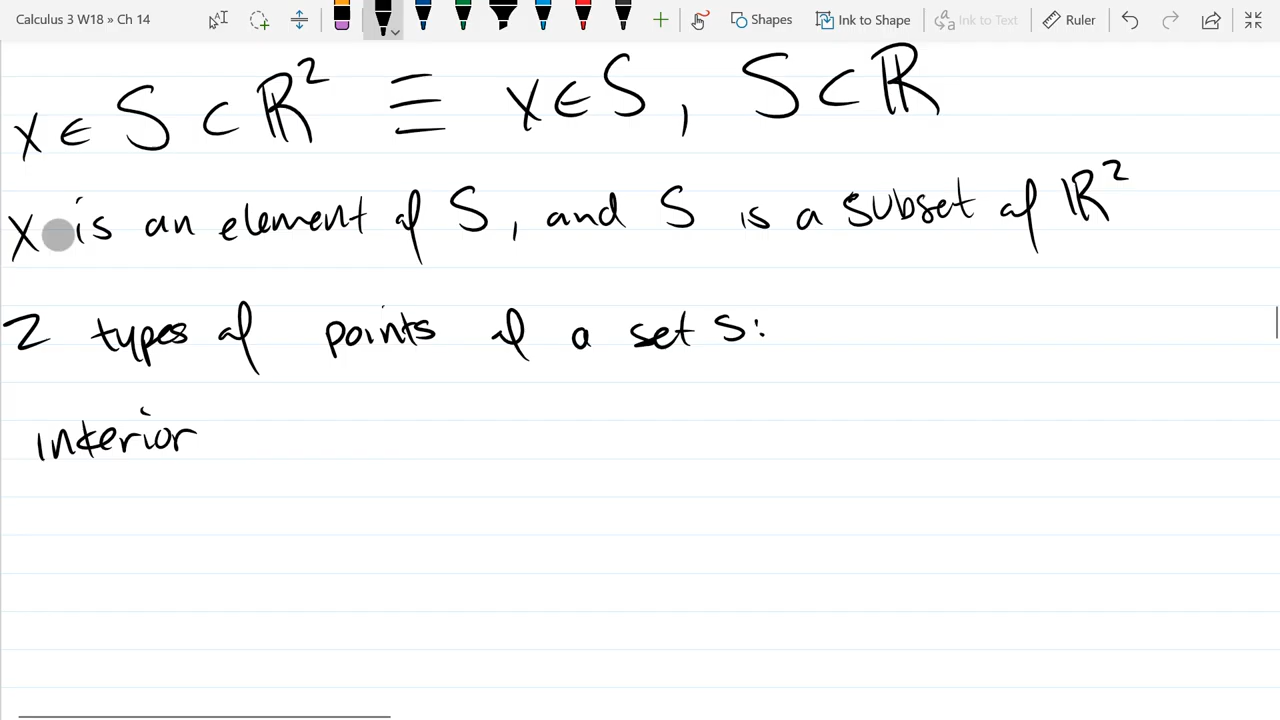 Calculus 3 W18 » Ch 14
Shapes
Ink to Shape
Ink to Text
Ruler
x ∈ S ⊂ ℝ² ≡ x ∈ S, S ⊂ ℝ
x is an element of S, and S is a subset of ℝ²
2 types of points of a set S:
interior